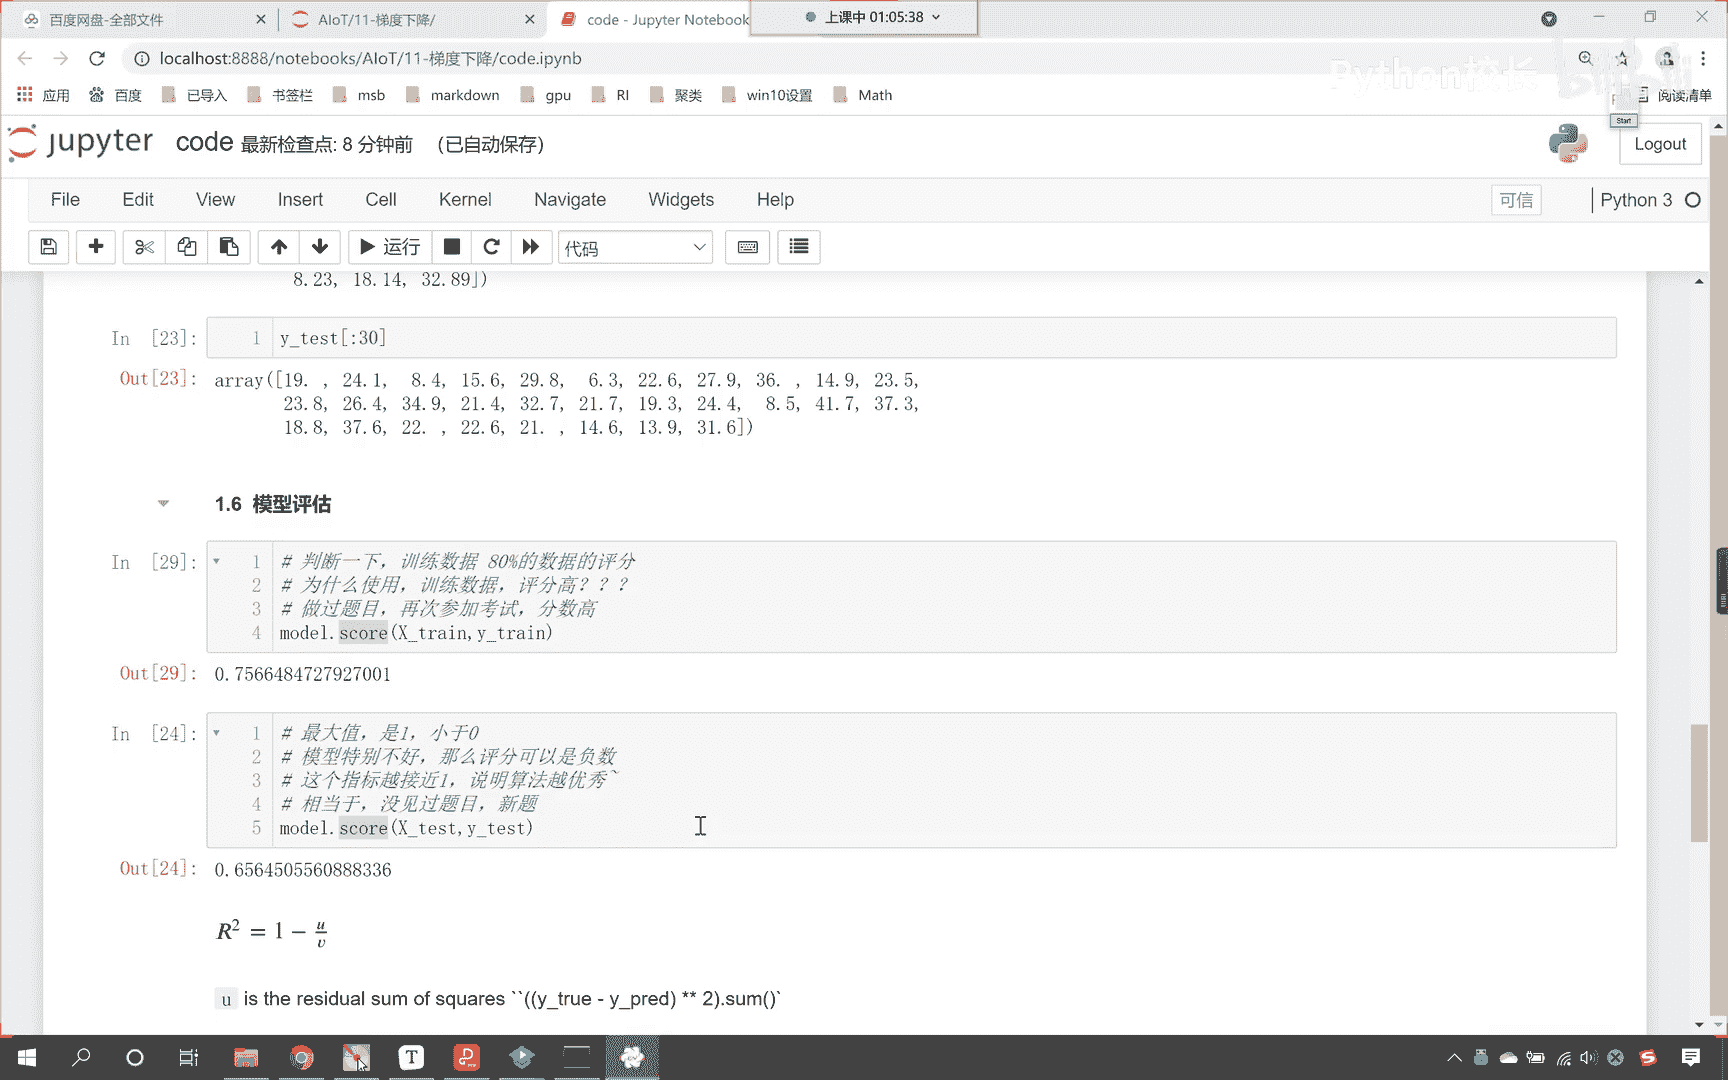 百度网盘-全部文件
AIoT/11-梯度下降/
code - Jupyter Notebook
上课中 01:05:38
localhost:8888/notebooks/AIoT/11-梯度下降/code.ipynb
应用 百度 已导入 书签栏 msb markdown gpu RI 聚类 win10设置 Math 阅读清单
Start
jupyter code 最新检查点: 8 分钟前 (已自动保存)
Logout
File Edit View Insert Cell Kernel Navigate Widgets Help 可信 Python 3
运行 代码
8.23, 18.14, 32.89])
In [23]: 1 y_test[:30]
Out[23]: array([19. , 24.1, 8.4, 15.6, 29.8, 6.3, 22.6, 27.9, 36. , 14.9, 23.5,
23.8, 26.4, 34.9, 21.4, 32.7, 21.7, 19.3, 24.4, 8.5, 41.7, 37.3,
18.8, 37.6, 22. , 22.6, 21. , 14.6, 13.9, 31.6])
1.6 模型评估
In [29]: 1 # 判断一下，训练数据 80%的数据的评分
2 # 为什么使用，训练数据，评分高？？？
3 # 做过题目，再次参加考试，分数高
4 model.score(X_train,y_train)
Out[29]: 0.7566484727927001
In [24]: 1 # 最大值，是1，小于0
2 # 模型特别不好，那么评分可以是负数
3 # 这个指标越接近1，说明算法越优秀~
4 # 相当于，没见过题目，新题
5 model.score(X_test,y_test)
Out[24]: 0.6564505560888336
R² = 1 − u/v
u is the residual sum of squares ``((y_true - y_pred) ** 2).sum()`